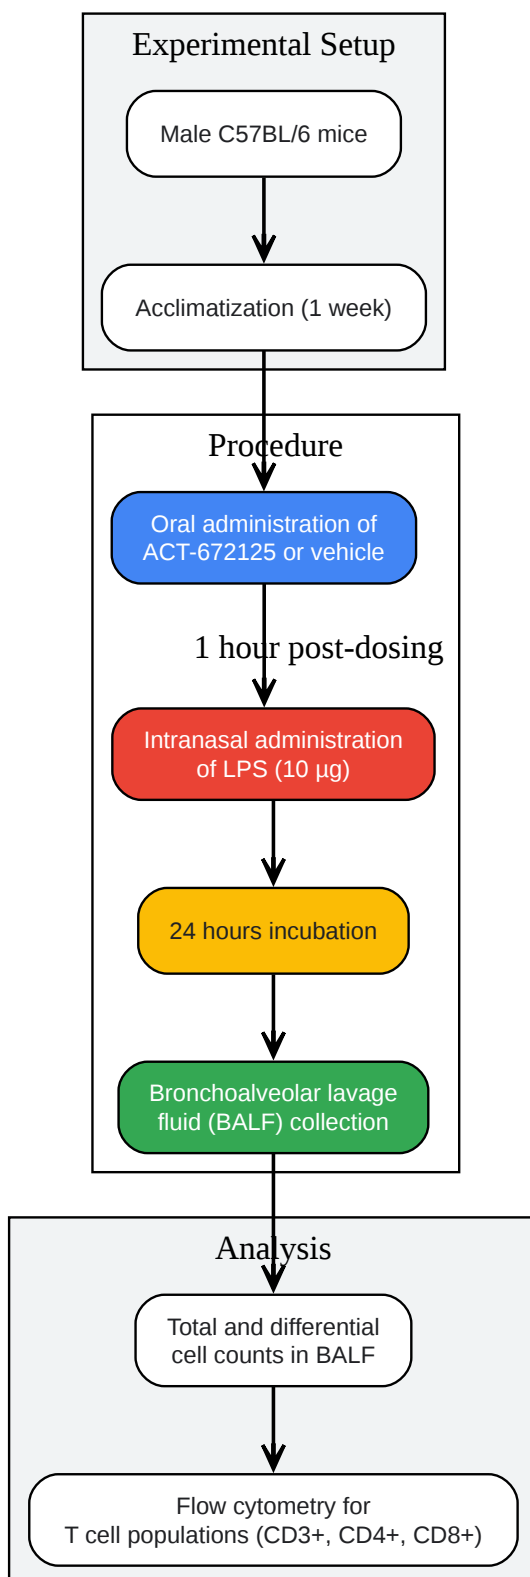 Experimental Setup
Male C57BL/6 mice
Acclimatization (1 week)
Procedure
Oral administration of
ACT-672125 or vehicle
1 hour post-dosing
Intranasal administration
of LPS (10 µg)
24 hours incubation
Bronchoalveolar lavage
fluid (BALF) collection
Analysis
Total and differential
cell counts in BALF
Flow cytometry for
T cell populations (CD3+, CD4+, CD8+)